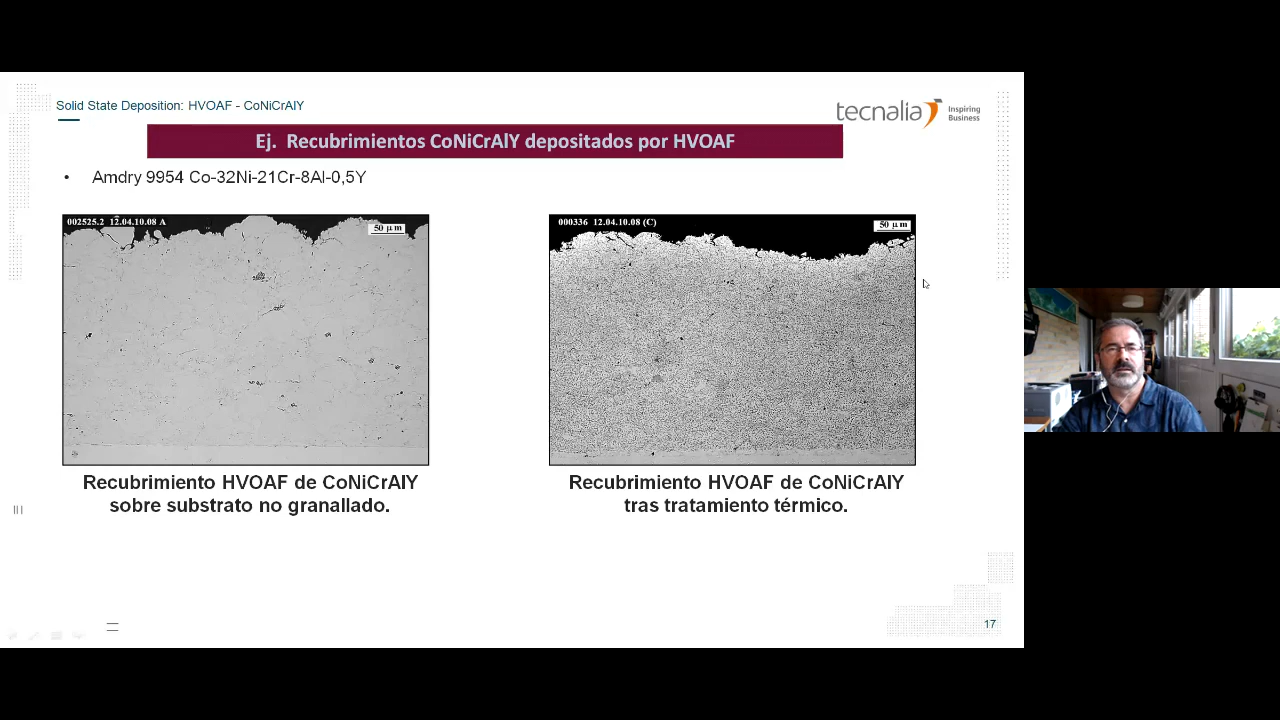 Solid State Deposition: HVOAF - CoNiCrAlY
tecnalia Inspiring
Business
Ej. Recubrimientos CoNiCrAlY depositados por HVOAF
• Amdry 9954 Co-32Ni-21Cr-8Al-0,5Y
002525.2 12.04.10.08 A
50 µm
000336 12.04.10.08 (C)
50 µm
Recubrimiento HVOAF de CoNiCrAlY
sobre substrato no granallado.
Recubrimiento HVOAF de CoNiCrAlY
tras tratamiento térmico.
17